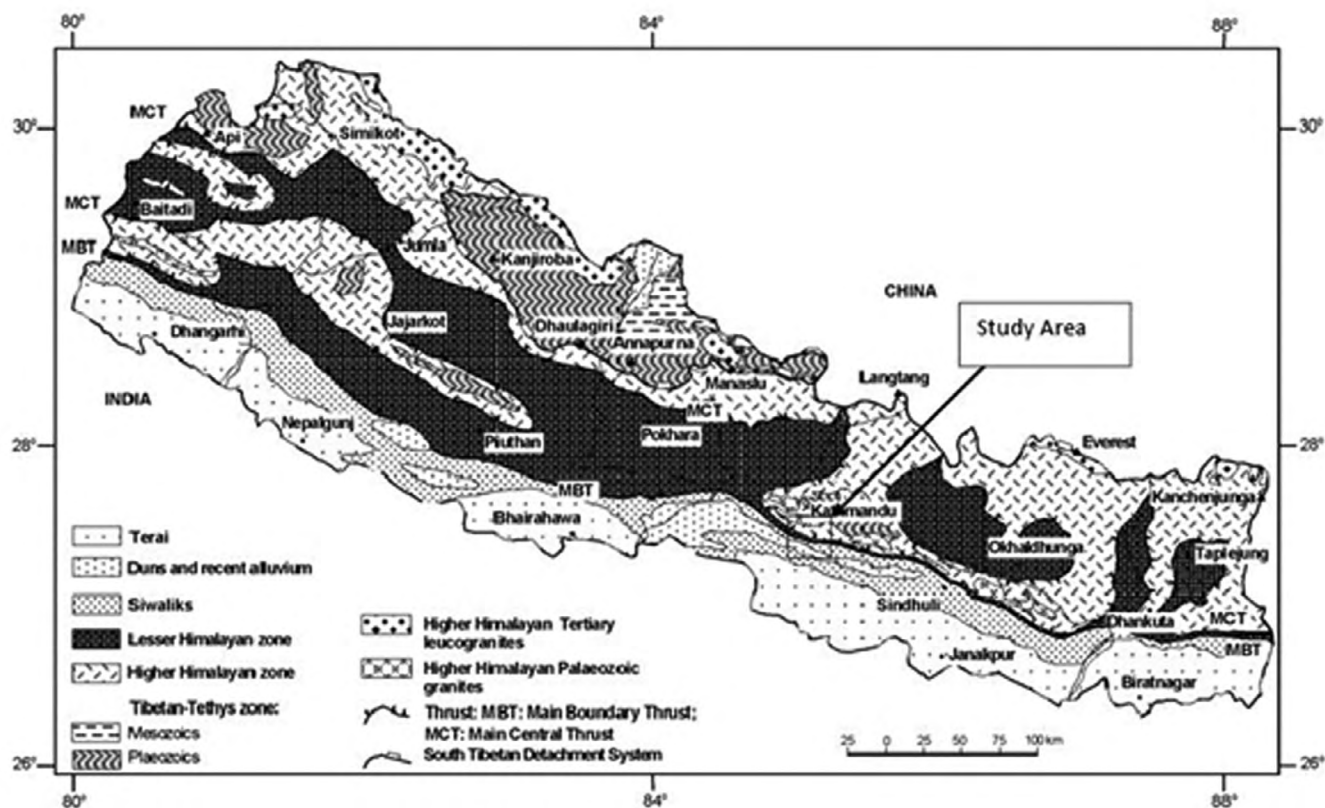 80°
84°
88°
MCT
30°
30°
Api
Simikot
MCT
Baitadi
MBT
Jumla
Kanjiroba
CHINA
Study Area
Dhangarhi
Jajarkot
Dhaulagiri
Annapurna
INDIA
Manaslu
Langtang
MCT
Nepalgunj
28°
Piuthan
Pokhara
28°
Everest
MBT
Kathmandu
Kanchenjunga
Bhairahawa
Okhaldhunga
Taplejung
Terai
Duns and recent alluvium
Siwaliks
Sindhuli
Higher Himalayan Tertiary
leucogranites
Dhankuta
MCT
Lesser Himalayan zone
Higher Himalayan zone
Janakpur
MBT
Higher Himalayan Palaeozoic
granites
Biratnagar
Tibetan-Tethys zone:
Thrust: MBT: Main Boundary Thrust;
MCT: Main Central Thrust
Mesozoics
Plaeozoics
South Tibetan Detachment System
25 0 25 50 75 100 km
26°
26°
80°
84°
88°